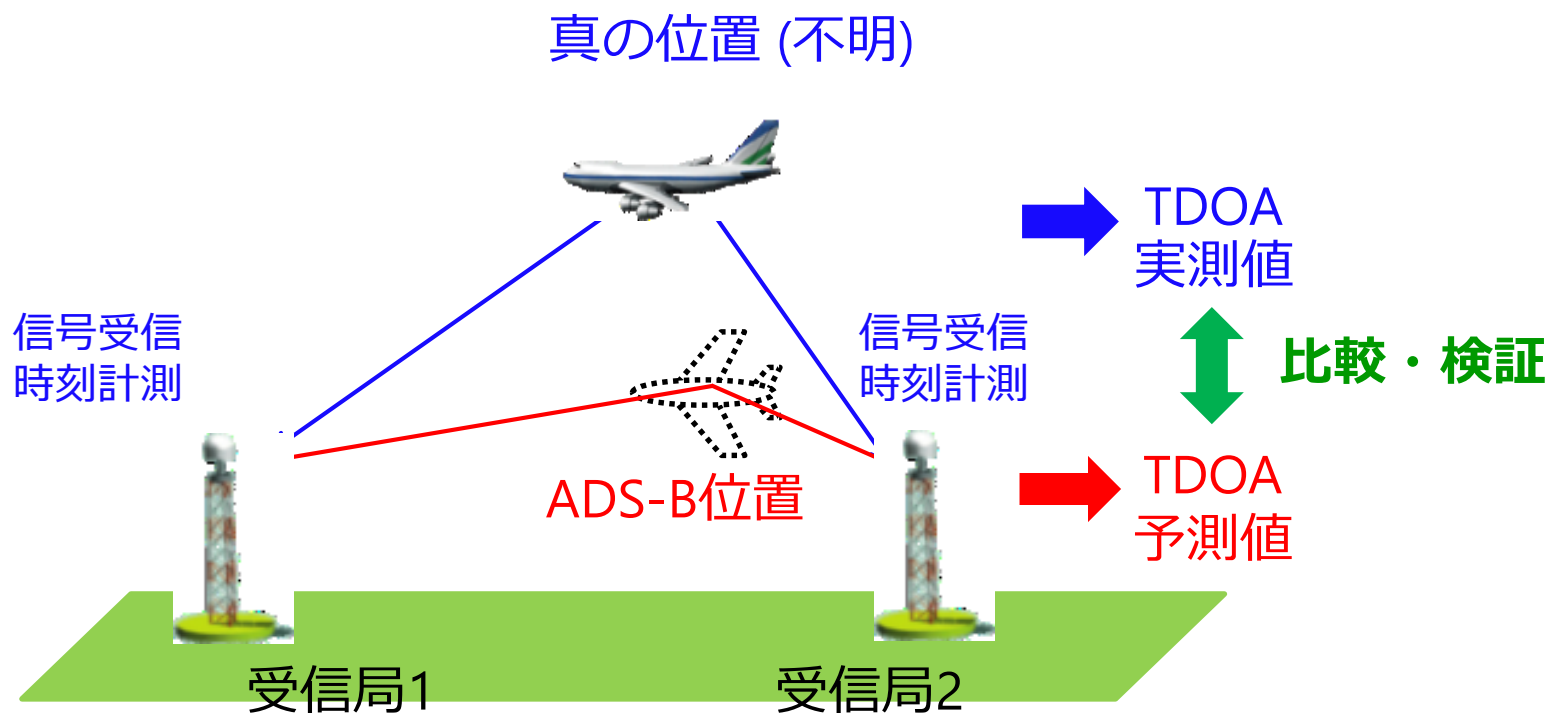 真の位置 (不明)
TDOA
実測値
信号受信
時刻計測
信号受信
時刻計測
比較・検証
ADS-B位置
TDOA
予測値
受信局1
受信局2